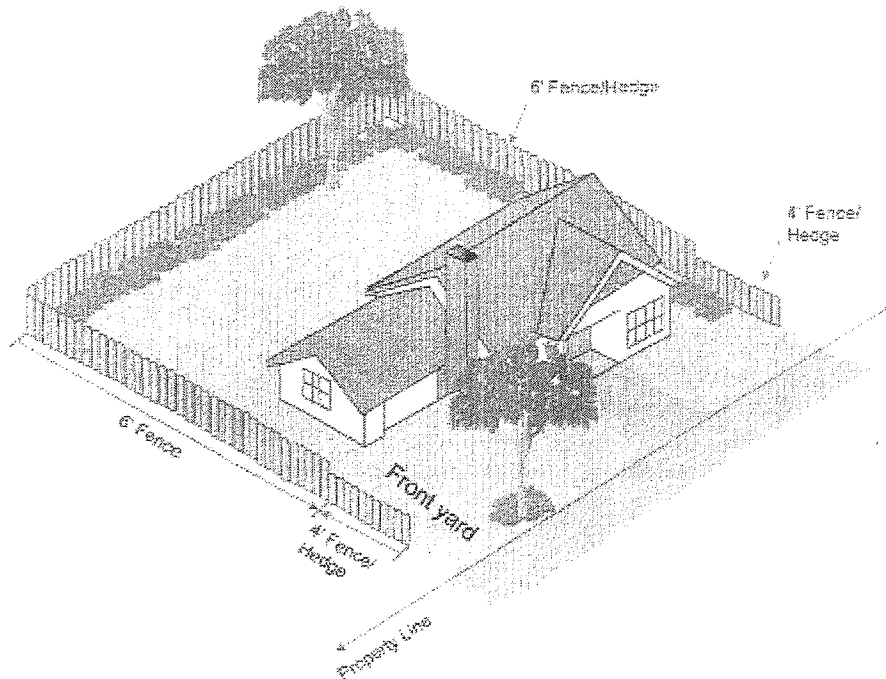 6' Fence/Hedge
4' Fence/
Hedge
6' Fence
Front yard
4' Fence/
Hedge
Property Line